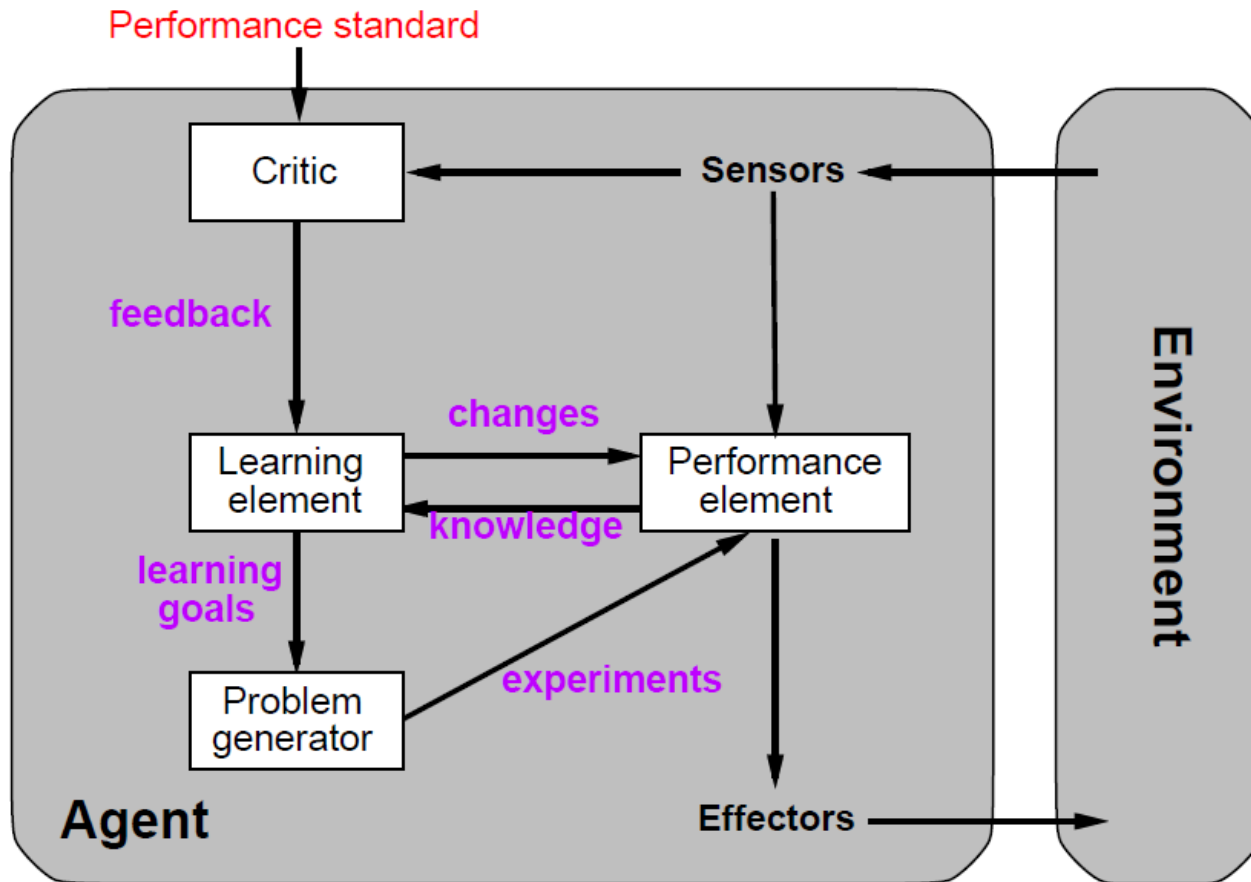 Performance standard
Critic
Sensors
feedback
changes
Learning
element
Performance
element
knowledge
learning
goals
experiments
Problem
generator
Agent
Effectors
Environment